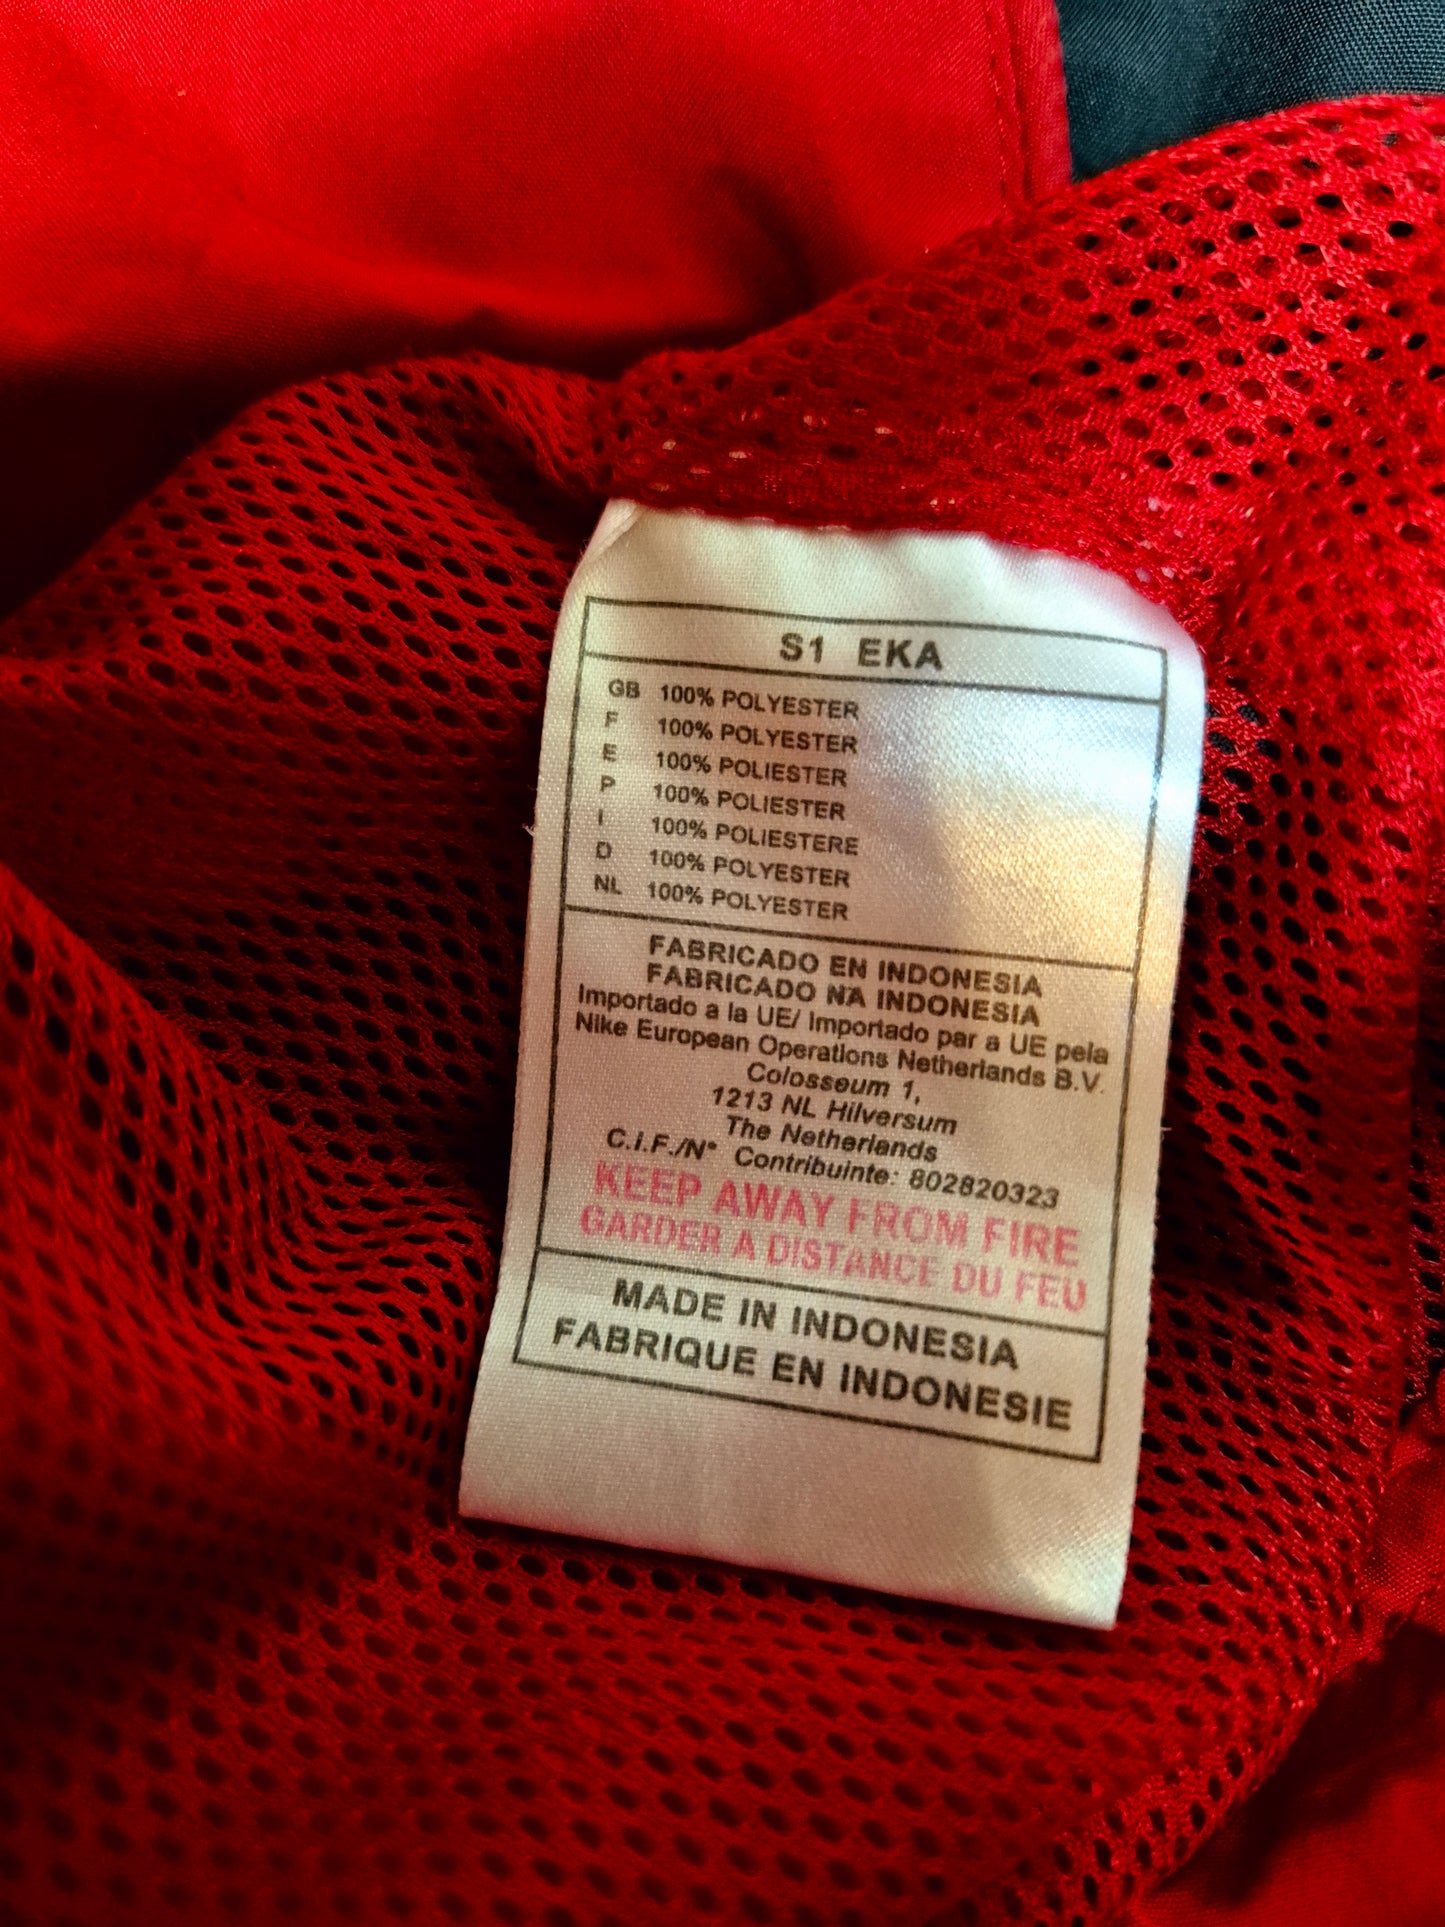 S1 EKA
GB 100% POLYESTER
F 100% POLYESTER
E 100% POLIESTER
P 100% POLIESTER
I 100% POLIESTERE
D 100% POLYESTER
NL 100% POLYESTER
FABRICADO EN INDONESIA
FABRICADO NA INDONESIA
Importado a la UE/ Importado par a UE pela
Nike European Operations Netherlands B.V.
Colosseum 1,
1213 NL Hilversum
The Netherlands
C.I.F./N° Contribuinte: 802820323
KEEP AWAY FROM FIRE
GARDER A DISTANCE DU FEU
MADE IN INDONESIA
FABRIQUE EN INDONESIE